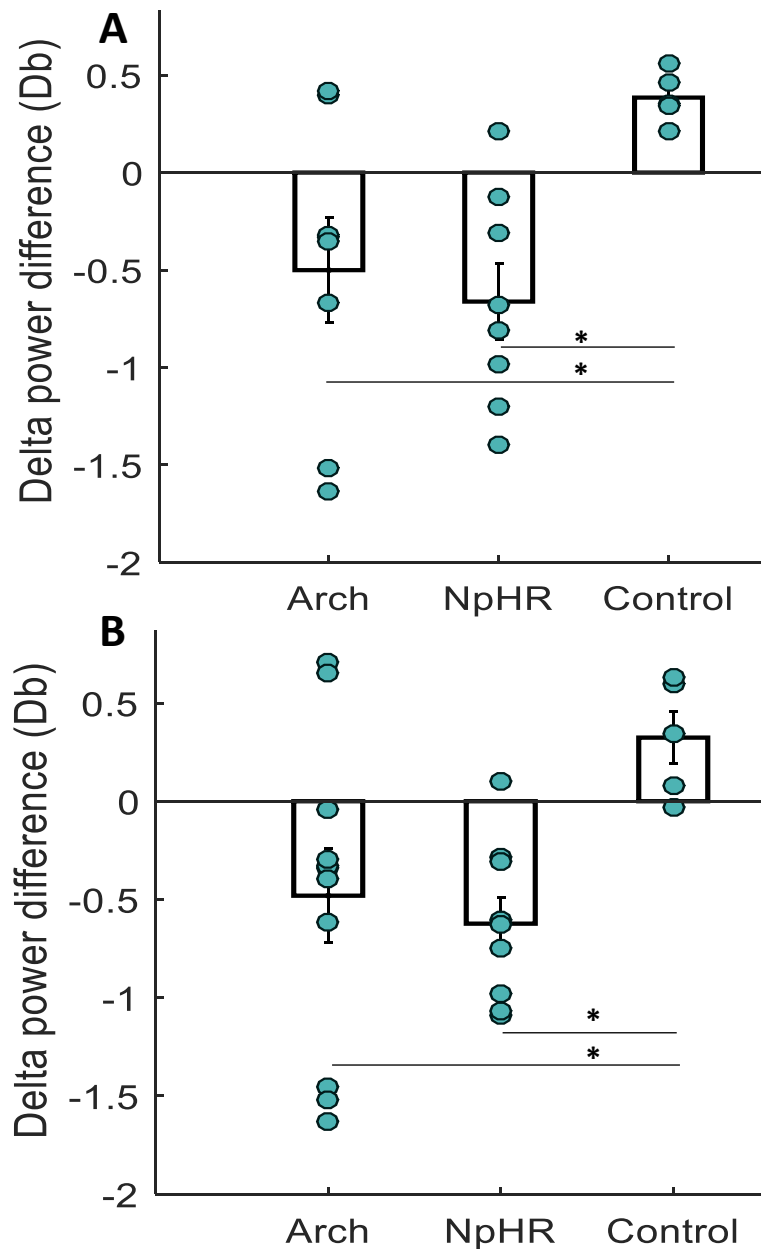 A
Delta power difference (Db)
0.5
0
-0.5
-1
-1.5
-2
*
*
Arch NpHR Control
B
Delta power difference (Db)
0.5
0
-0.5
-1
-1.5
-2
*
*
Arch NpHR Control